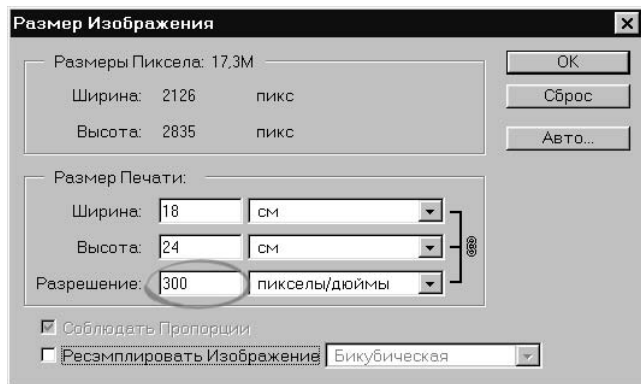 Размер Изображения
Размеры Пиксела: 17,3М
Ширина: 2126 пикс
Высота: 2835 пикс
OK
Сброс
Авто...
Размер Печати:
Ширина: 18 см
Высота: 24 см
Разрешение: 300 пикселы/дюймы
Соблюдать Пропорции
Ресэмплировать Изображение Бикубическая